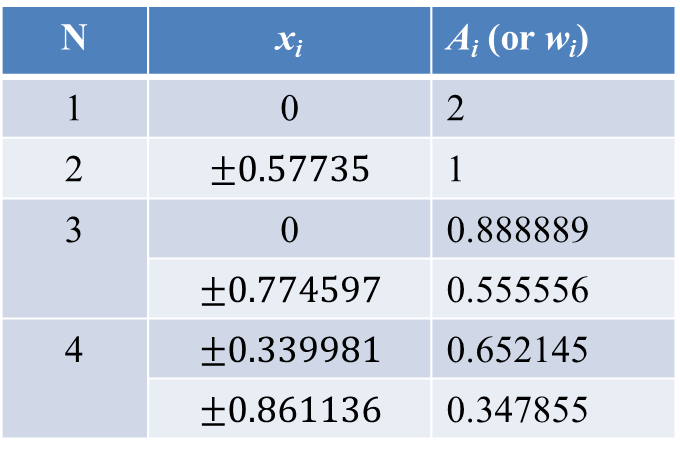 N xᵢ Aᵢ (or wᵢ)
1 0 2
2 ±0.57735 1
3 0 0.888889
±0.774597 0.555556
4 ±0.339981 0.652145
±0.861136 0.347855